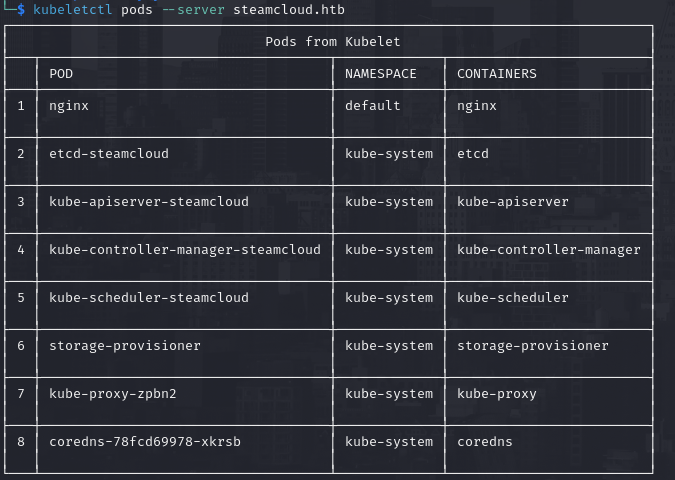 └─$ kubeletctl pods --server steamcloud.htb
Pods from Kubelet
POD NAMESPACE CONTAINERS
1 nginx default nginx
2 etcd-steamcloud kube-system etcd
3 kube-apiserver-steamcloud kube-system kube-apiserver
4 kube-controller-manager-steamcloud kube-system kube-controller-manager
5 kube-scheduler-steamcloud kube-system kube-scheduler
6 storage-provisioner kube-system storage-provisioner
7 kube-proxy-zpbn2 kube-system kube-proxy
8 coredns-78fcd69978-xkrsb kube-system coredns